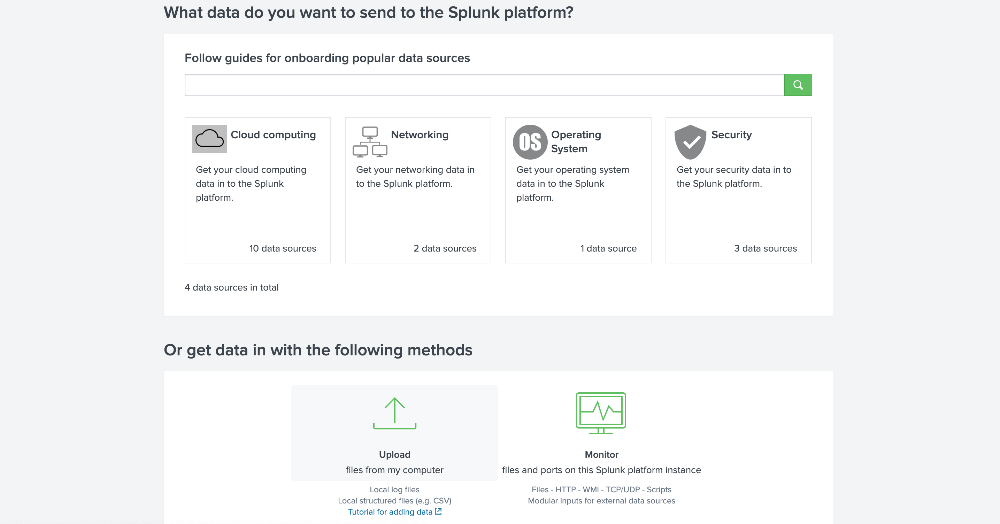 What data do you want to send to the Splunk platform?
Follow guides for onboarding popular data sources
Cloud computing
Get your cloud computing
data in to the Splunk
platform.
10 data sources
Networking
Get your networking data in
to the Splunk platform.
2 data sources
OS
Operating
System
Get your operating system
data in to the Splunk
platform.
1 data source
Security
Get your security data in to
the Splunk platform.
3 data sources
4 data sources in total
Or get data in with the following methods
Upload
files from my computer
Local log files
Local structured files (e.g. CSV)
Tutorial for adding data
Monitor
files and ports on this Splunk platform instance
Files - HTTP - WMI - TCP/UDP - Scripts
Modular inputs for external data sources